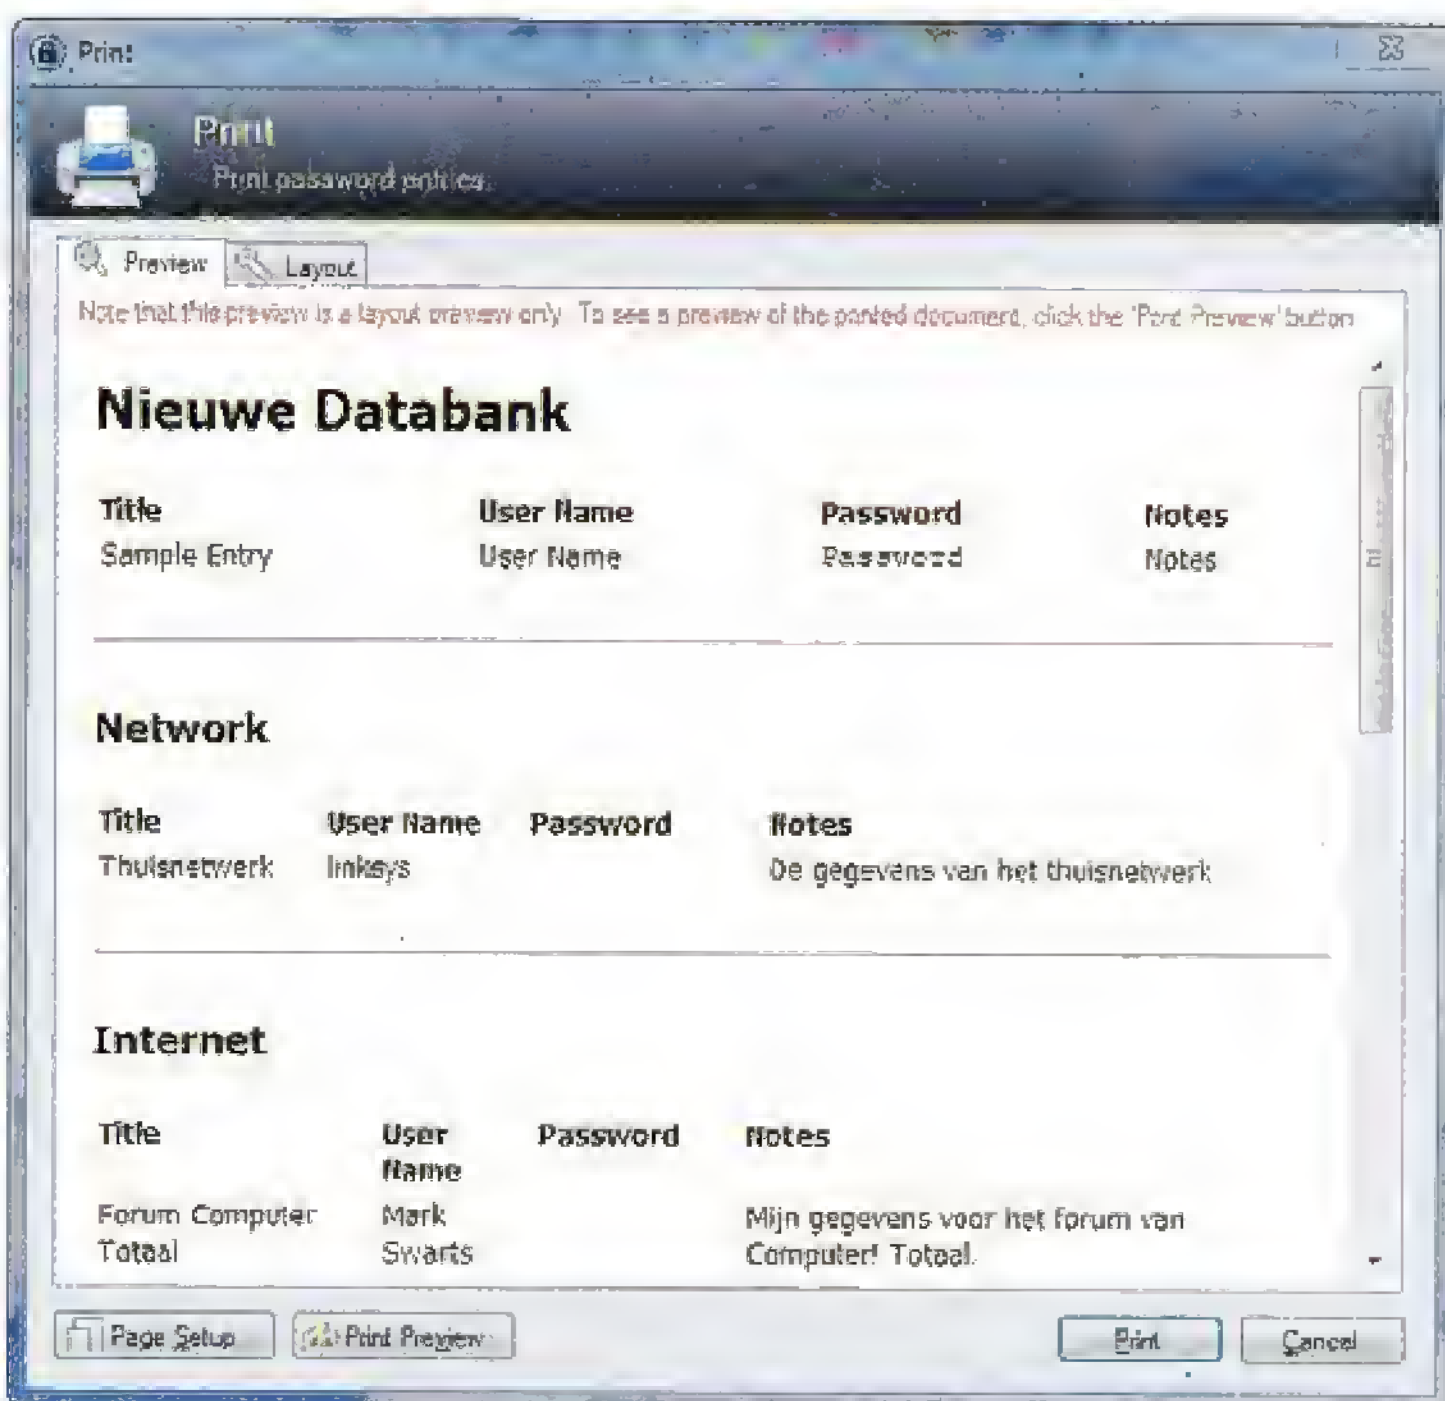 Print
Print
Print password entries.
Preview Layout
Note that this preview is a layout preview only. To see a preview of the printed document, click the 'Print Preview' button
Nieuwe Databank
Title User Name Password Notes
Sample Entry User Name Password Notes
Network
Title User Name Password Notes
Thuisnetwerk linksys De gegevens van het thuisnetwerk
Internet
Title User Password Notes
Name
Forum Computer Mark Mijn gegevens voor het forum van
Totaal Swarts Computer! Totaal.
Page Setup Print Preview Print Cancel